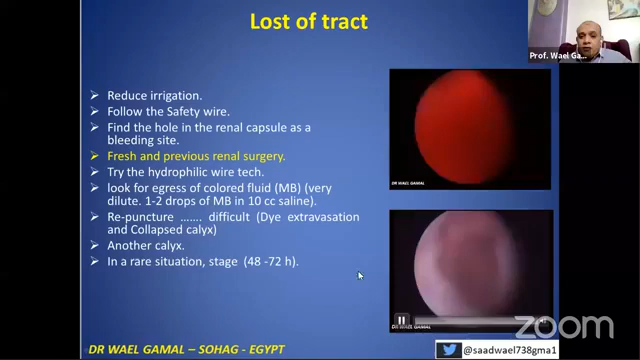 Lost of tract
Prof. Wael Ga...
➢ Reduce irrigation.
➢ Follow the Safety wire.
➢ Find the hole in the renal capsule as a
bleeding site.
➢ Fresh and previous renal surgery.
➢ Try the hydrophilic wire tech.
➢ look for egress of colored fluid (MB) (very
dilute. 1-2 drops of MB in 10 cc saline).
➢ Re-puncture ....... difficult (Dye extravasation
and Collapsed calyx)
➢ Another calyx.
➢ In a rare situation, stage (48 -72 h).
DR WAEL GAMAL
DR WAEL GAMAL
zoom
DR WAEL GAMAL – SOHAG - EGYPT
@saadwael738gma1